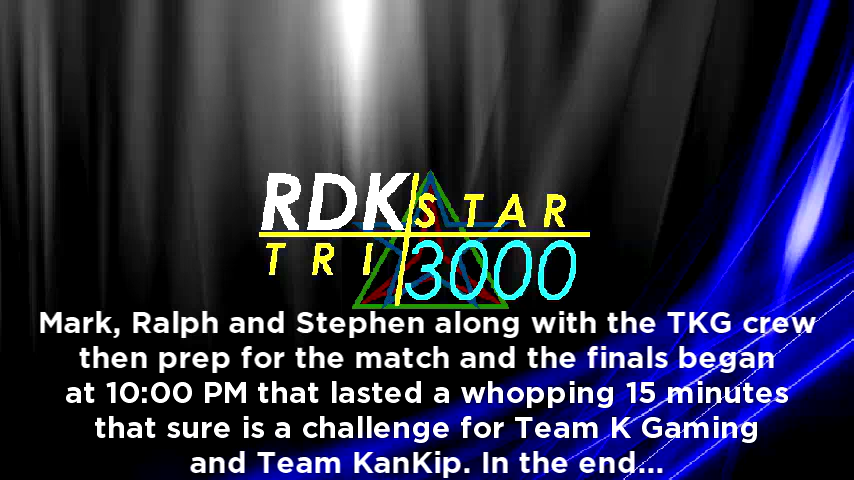 RDK STAR
TRI 3000
Mark, Ralph and Stephen along with the TKG crew
then prep for the match and the finals began
at 10:00 PM that lasted a whopping 15 minutes
that sure is a challenge for Team K Gaming
and Team KanKip. In the end...